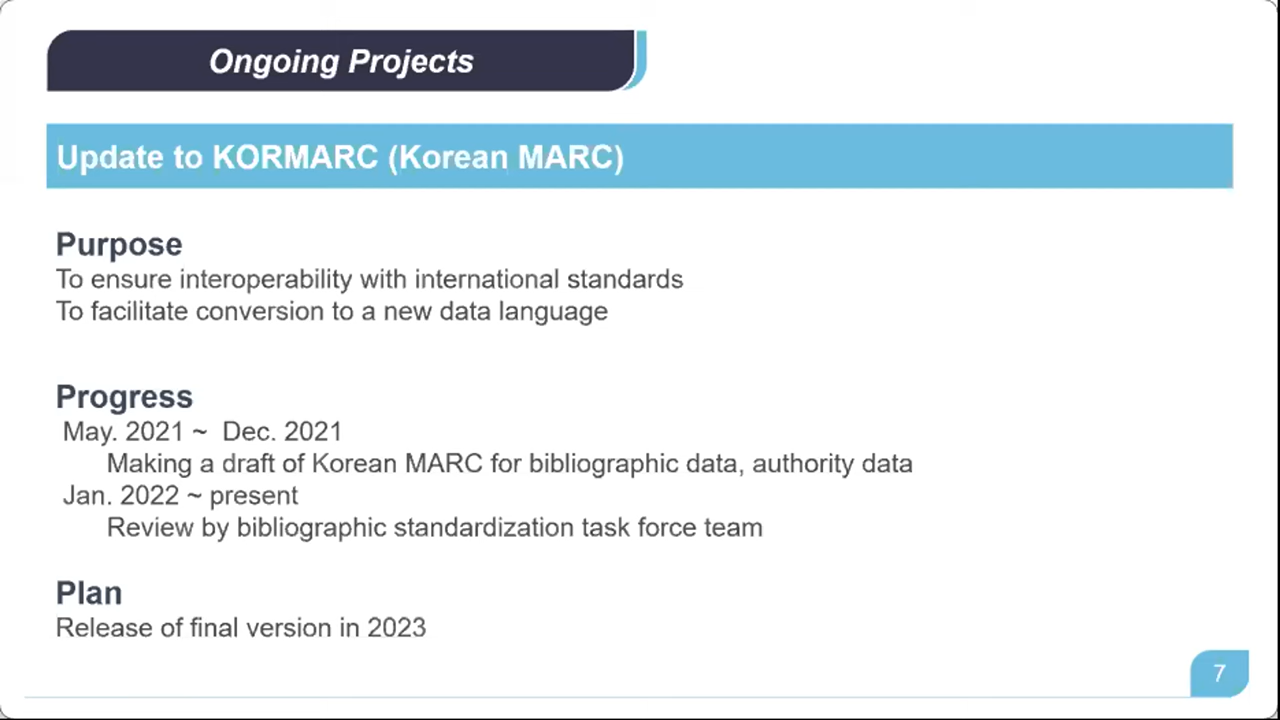 Ongoing Projects
Update to KORMARC (Korean MARC)
Purpose
To ensure interoperability with international standards
To facilitate conversion to a new data language
Progress
May. 2021 ~ Dec. 2021
Making a draft of Korean MARC for bibliographic data, authority data
Jan. 2022 ~ present
Review by bibliographic standardization task force team
Plan
Release of final version in 2023
7